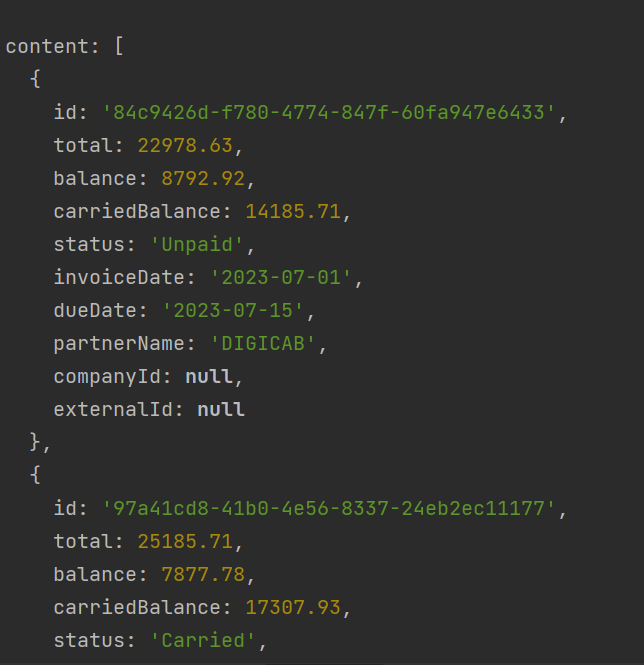 content: [
{
id: '84c9426d-f780-4774-847f-60fa947e6433',
total: 22978.63,
balance: 8792.92,
carriedBalance: 14185.71,
status: 'Unpaid',
invoiceDate: '2023-07-01',
dueDate: '2023-07-15',
partnerName: 'DIGICAB',
companyId: null,
externalId: null
},
{
id: '97a41cd8-41b0-4e56-8337-24eb2ec11177',
total: 25185.71,
balance: 7877.78,
carriedBalance: 17307.93,
status: 'Carried',